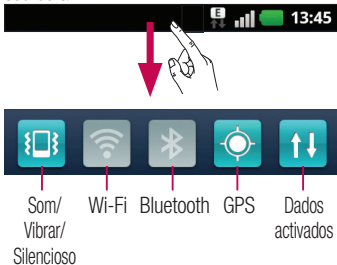 E
13:45
Som/ Wi-Fi Bluetooth GPS Dados
Vibrar/ activados
Silencioso